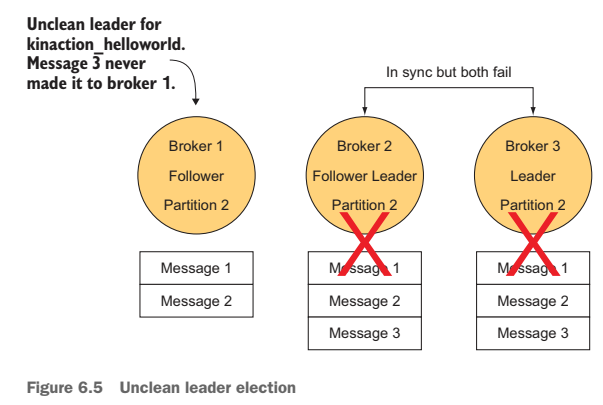 Unclean leader for
kinaction_helloworld.
Message 3 never
made it to broker 1.
In sync but both fail
Broker 1
Follower
Partition 2
Broker 2
Follower Leader
Partition 2
Broker 3
Leader
Partition 2
Message 1
Message 2
Message 1
Message 2
Message 3
Message 1
Message 2
Message 3
Figure 6.5 Unclean leader election